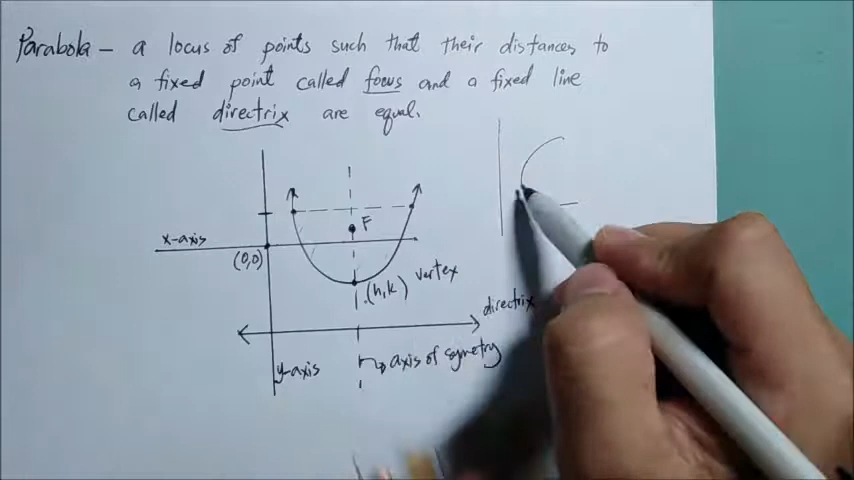 Parabola - a locus of points such that their distances to
a fixed point called focus and a fixed line
called directrix are equal.
F
x-axis
(0,0)
(h,k) vertex
directrix
y-axis
axis of symetry